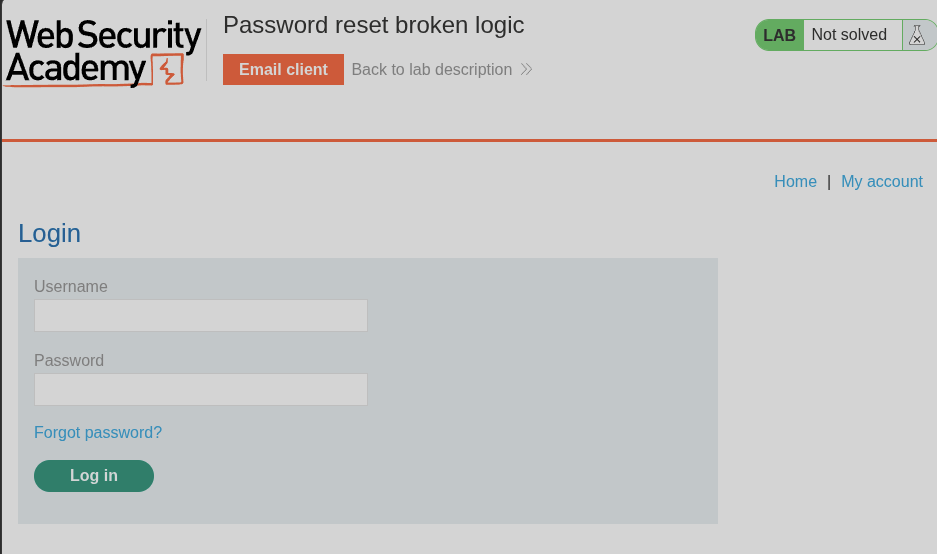 Web Security
Academy
Password reset broken logic
Email client
Back to lab description
LAB
Not solved
Home | My account
Login
Username
Password
Forgot password?
Log in